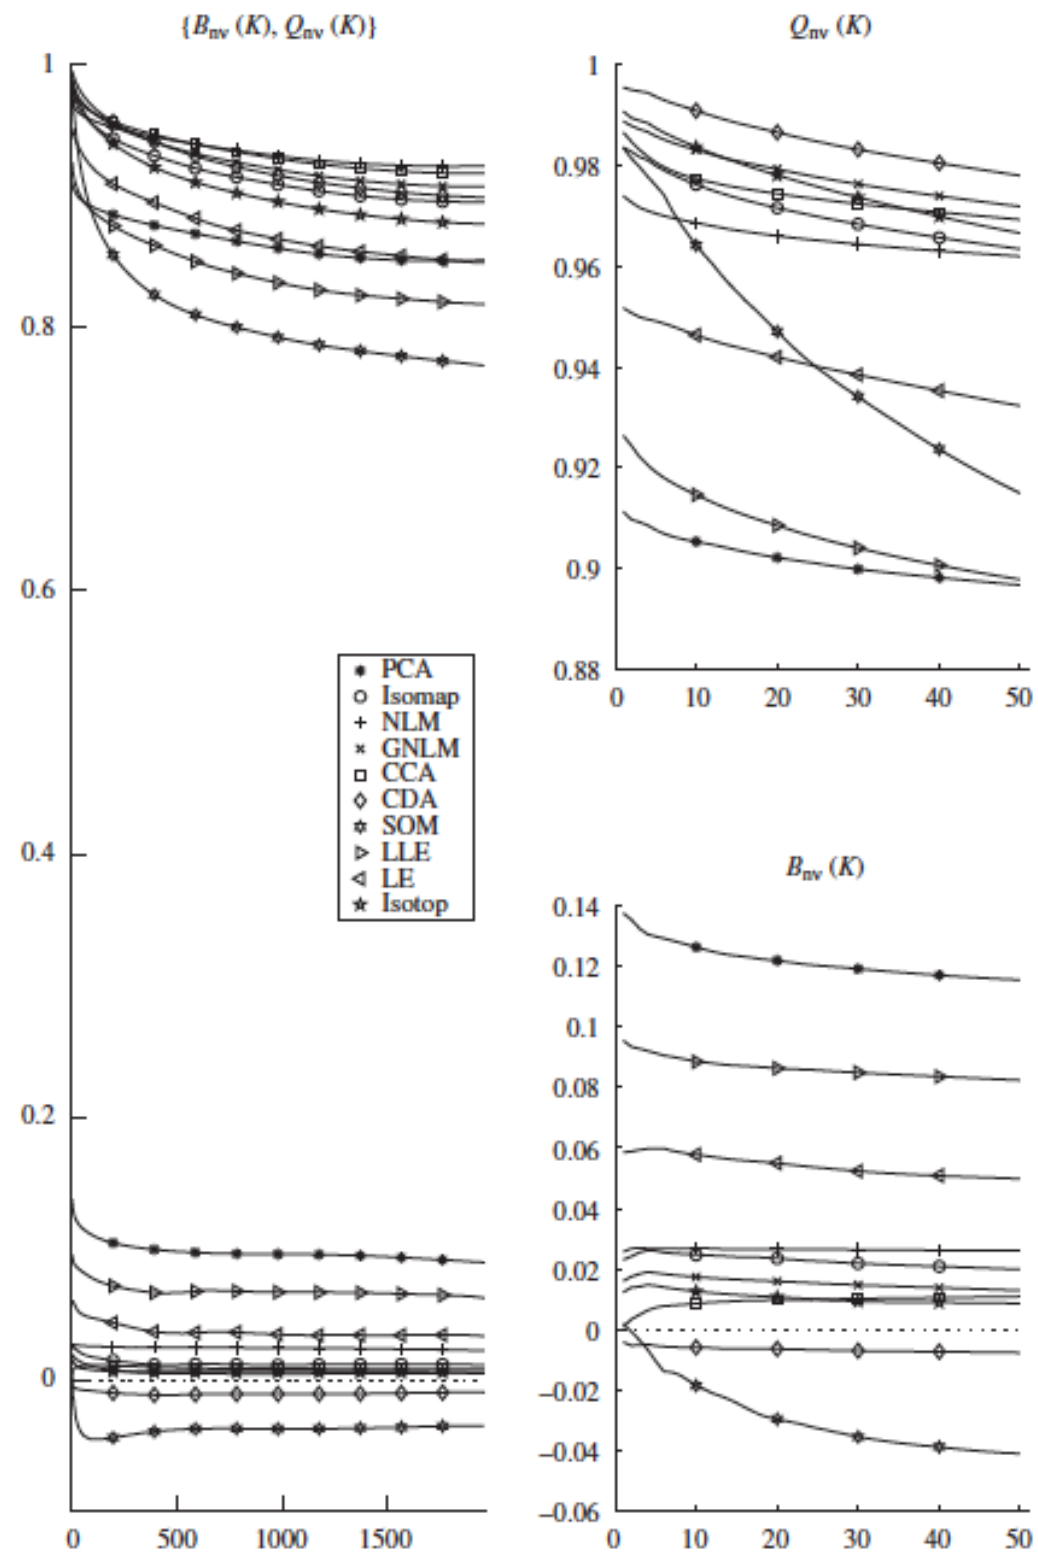 {Bnv (K), Qnv (K)}
1
0.8
0.6
0.4
0.2
0
0 500 1000 1500
PCA
Isomap
NLM
GNLM
CCA
CDA
SOM
LLE
LE
Isotop
Qnv (K)
1
0.98
0.96
0.94
0.92
0.9
0.88
0 10 20 30 40 50
Bnv (K)
0.14
0.12
0.1
0.08
0.06
0.04
0.02
0
−0.02
−0.04
−0.06
0 10 20 30 40 50